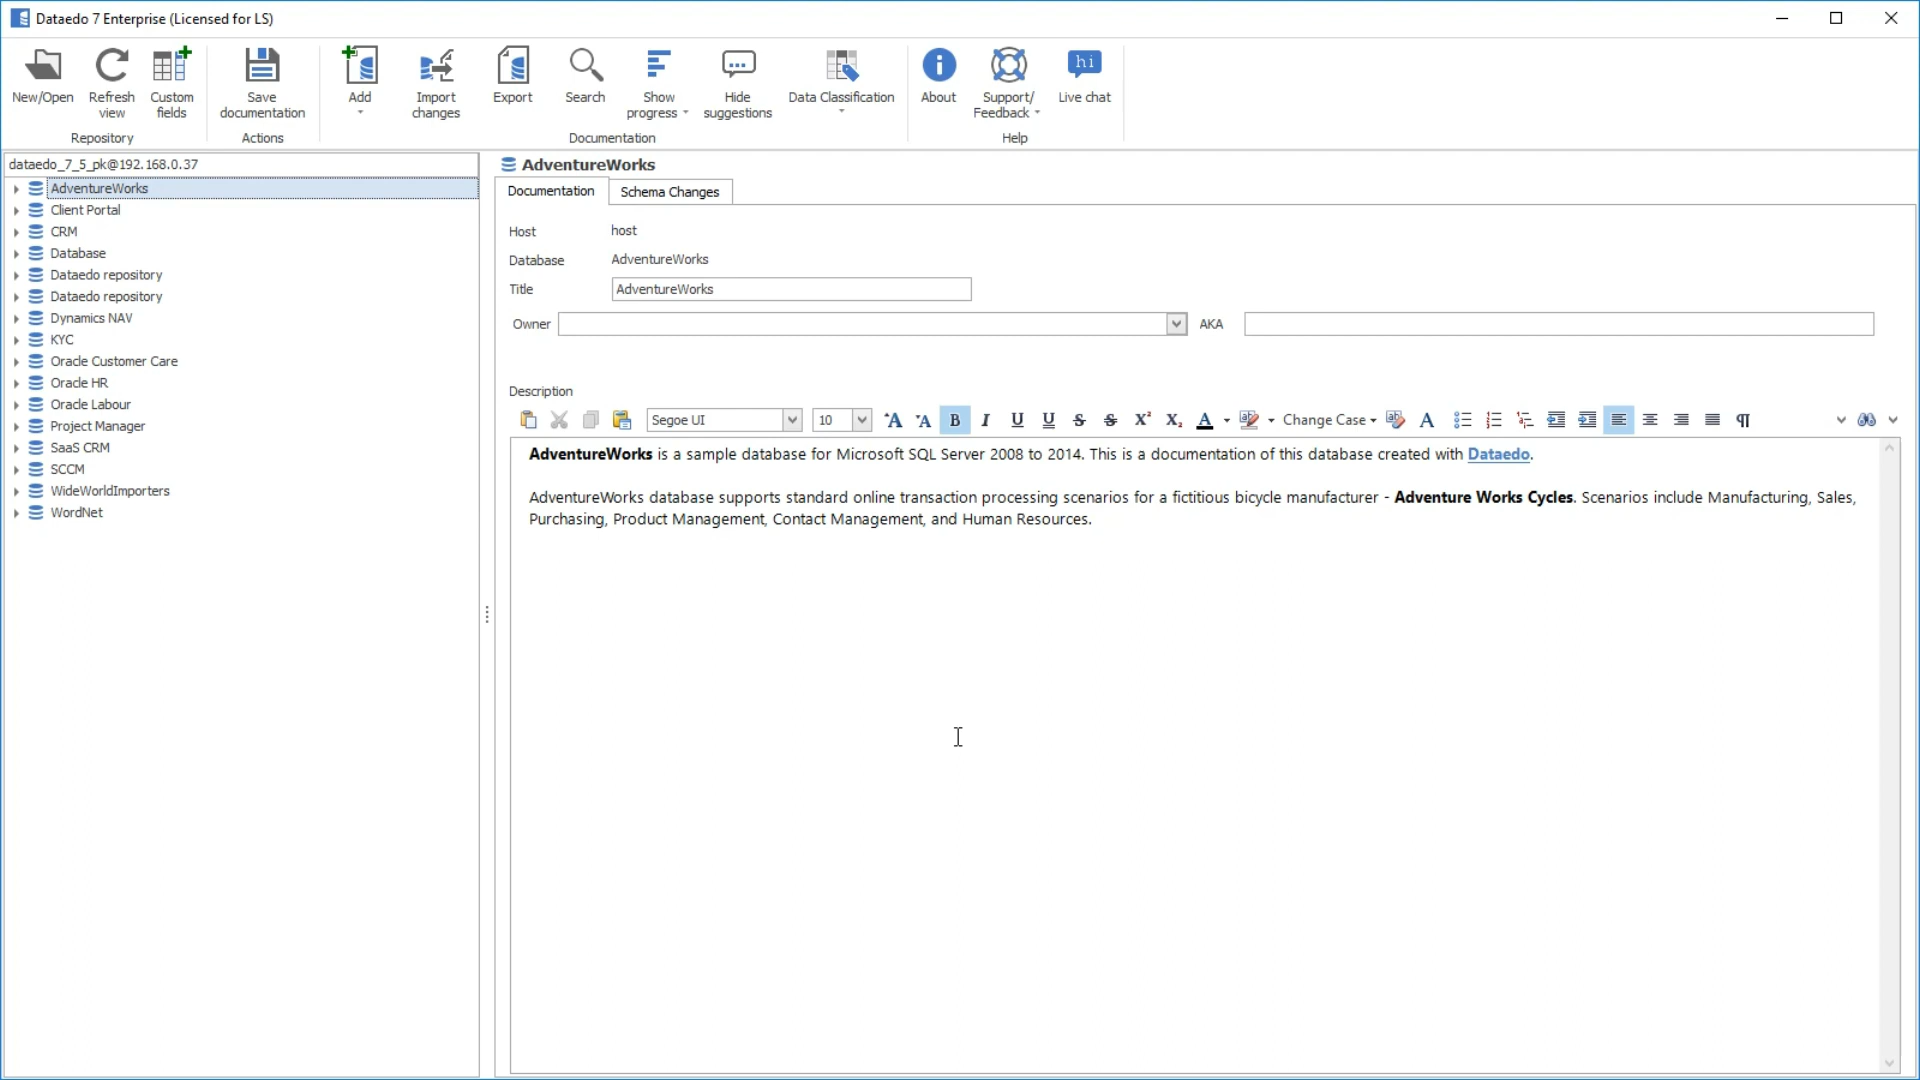 Dataedo 7 Enterprise (Licensed for LS)
New/Open
Refresh view
Custom fields
Save documentation
Add
Import changes
Export
Search
Show progress
Hide suggestions
Data Classification
About
Support/ Feedback
hi
Live chat
Repository
Actions
Documentation
Help
dataedo_7_5_pk@192.168.0.37
AdventureWorks
Client Portal
CRM
Database
Dataedo repository
Dataedo repository
Dynamics NAV
KYC
Oracle Customer Care
Oracle HR
Oracle Labour
Project Manager
SaaS CRM
SCCM
WideWorldImporters
WordNet
AdventureWorks
Documentation Schema Changes
Host host
Database AdventureWorks
Title AdventureWorks
Owner AKA
Description
Segoe UI 10 A A B I U U S S X² X₂ A ab Change Case ab A ¶
AdventureWorks is a sample database for Microsoft SQL Server 2008 to 2014. This is a documentation of this database created with Dataedo.
AdventureWorks database supports standard online transaction processing scenarios for a fictitious bicycle manufacturer - Adventure Works Cycles. Scenarios include Manufacturing, Sales,
Purchasing, Product Management, Contact Management, and Human Resources.